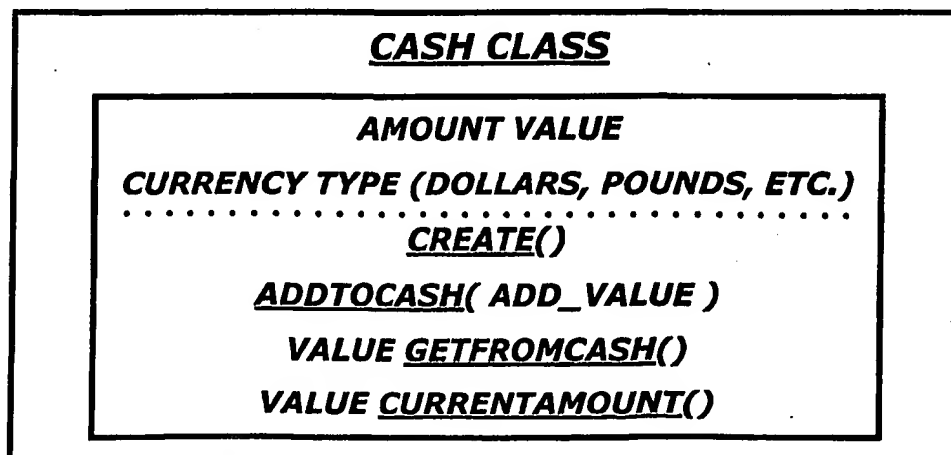 CASH CLASS
AMOUNT VALUE
CURRENCY TYPE (DOLLARS, POUNDS, ETC.)
CREATE()
ADDTOCASH( ADD_VALUE )
VALUE GETFROMCASH()
VALUE CURRENTAMOUNT()